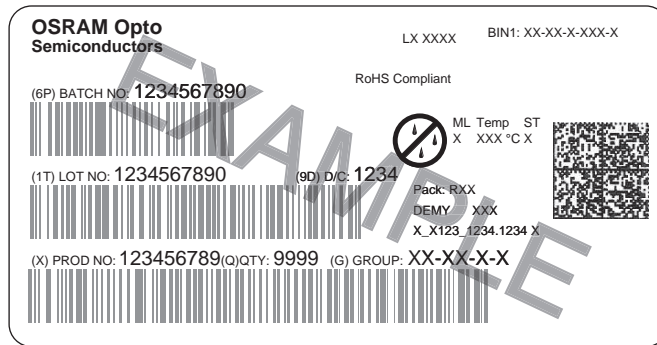 OSRAM Opto
Semiconductors
LX XXXX
BIN1: XX-XX-X-XXX-X
RoHS Compliant
(6P) BATCH NO: 1234567890
ML Temp ST
X XXX °C X
(1T) LOT NO: 1234567890 (9D) D/C: 1234
Pack: RXX
DEMY XXX
X_X123_1234.1234 X
(X) PROD NO: 123456789(Q)QTY: 9999 (G) GROUP: XX-XX-X-X
EXAMPLE